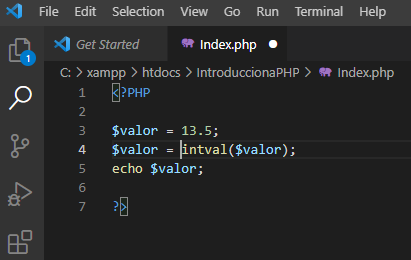 File Edit Selection View Go Run Terminal Help
Get Started Index.php
C: > xampp > htdocs > IntroduccionaPHP > Index.php
1 <?PHP
2
3 $valor = 13.5;
4 $valor = intval($valor);
5 echo $valor;
6
7 ?>
1